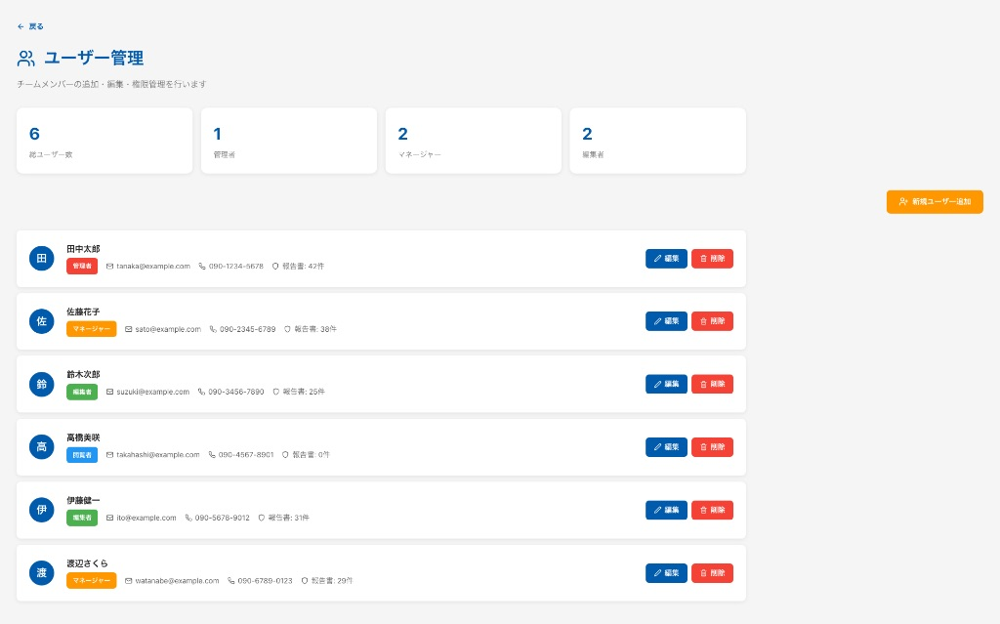 ← 戻る
ユーザー管理
チームメンバーの追加・編集・権限管理を行います
6
総ユーザー数
1
管理者
2
マネージャー
2
編集者
新規ユーザー追加
田
田中太郎
管理者 tanaka@example.com 090-1234-5678 報告書: 42件
編集 削除
佐
佐藤花子
マネージャー sato@example.com 090-2345-6789 報告書: 38件
編集 削除
鈴
鈴木次郎
編集者 suzuki@example.com 090-3456-7890 報告書: 25件
編集 削除
高
高橋美咲
閲覧者 takahashi@example.com 090-4567-8901 報告書: 0件
編集 削除
伊
伊藤健一
編集者 ito@example.com 090-5678-9012 報告書: 31件
編集 削除
渡
渡辺さくら
マネージャー watanabe@example.com 090-6789-0123 報告書: 29件
編集 削除